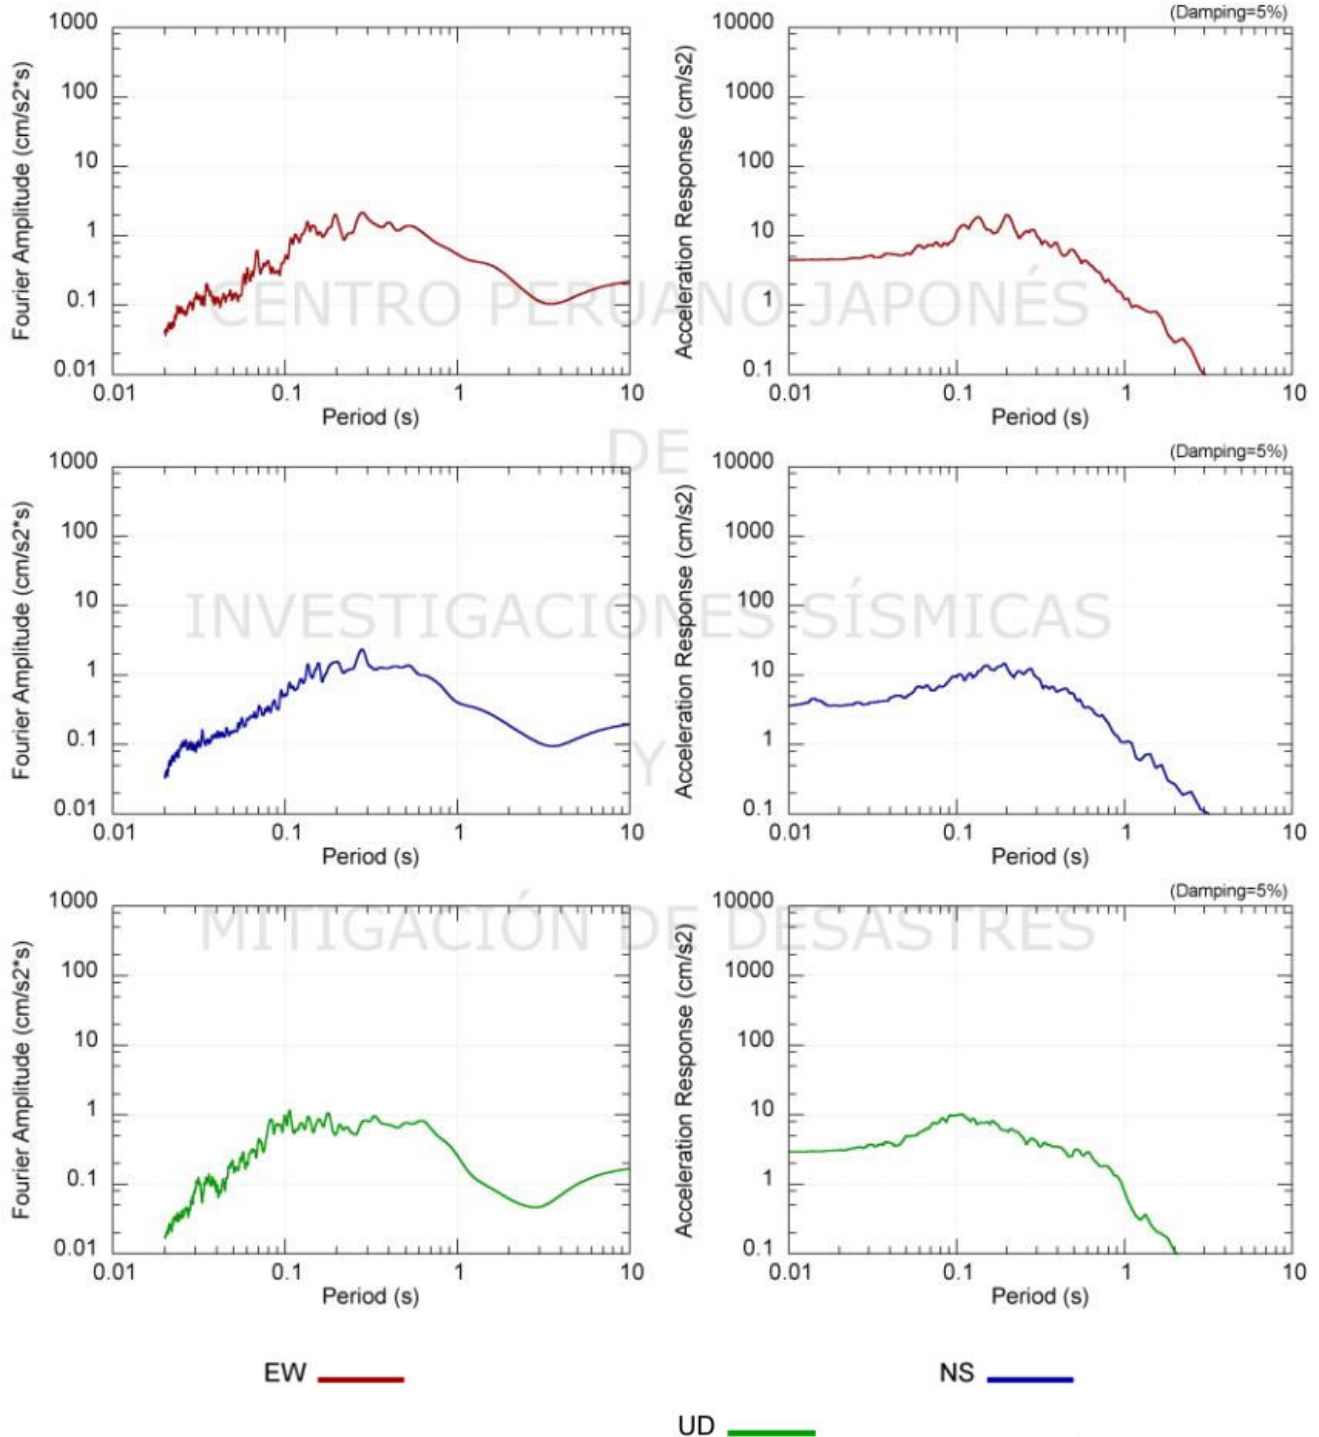 (Damping=5%)
Fourier Amplitude (cm/s2*s)
1000
100
10
1
0.1
0.01
0.01 0.1 1 10
Period (s)
Acceleration Response (cm/s2)
10000
1000
100
10
1
0.1
0.01 0.1 1 10
Period (s)
CENTRO PERUANO JAPONÉS
DE
(Damping=5%)
Fourier Amplitude (cm/s2*s)
1000
100
10
1
0.1
0.01
0.01 0.1 1 10
Period (s)
Acceleration Response (cm/s2)
10000
1000
100
10
1
0.1
0.01 0.1 1 10
Period (s)
INVESTIGACIONES SÍSMICAS
Y
(Damping=5%)
Fourier Amplitude (cm/s2*s)
1000
100
10
1
0.1
0.01
0.01 0.1 1 10
Period (s)
Acceleration Response (cm/s2)
10000
1000
100
10
1
0.1
0.01 0.1 1 10
Period (s)
MITIGACIÓN DE DESASTRES
EW
NS
UD